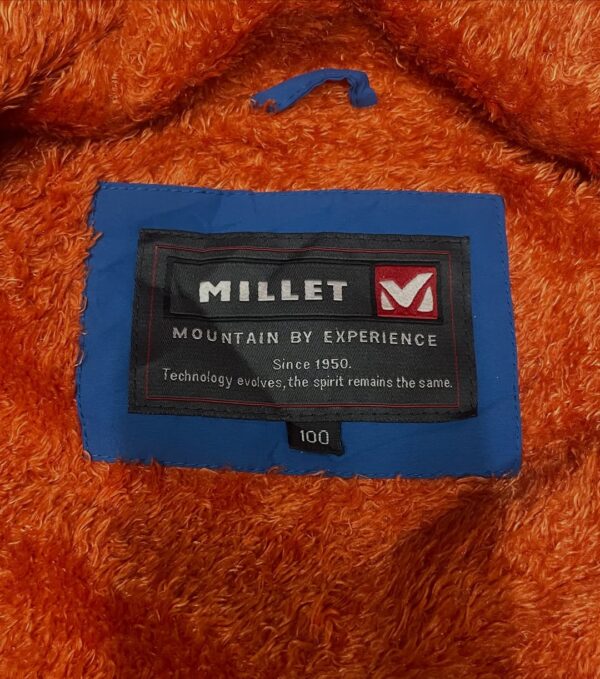 MILLET
MOUNTAIN BY EXPERIENCE
Since 1950.
Technology evolves, the spirit remains the same.
100